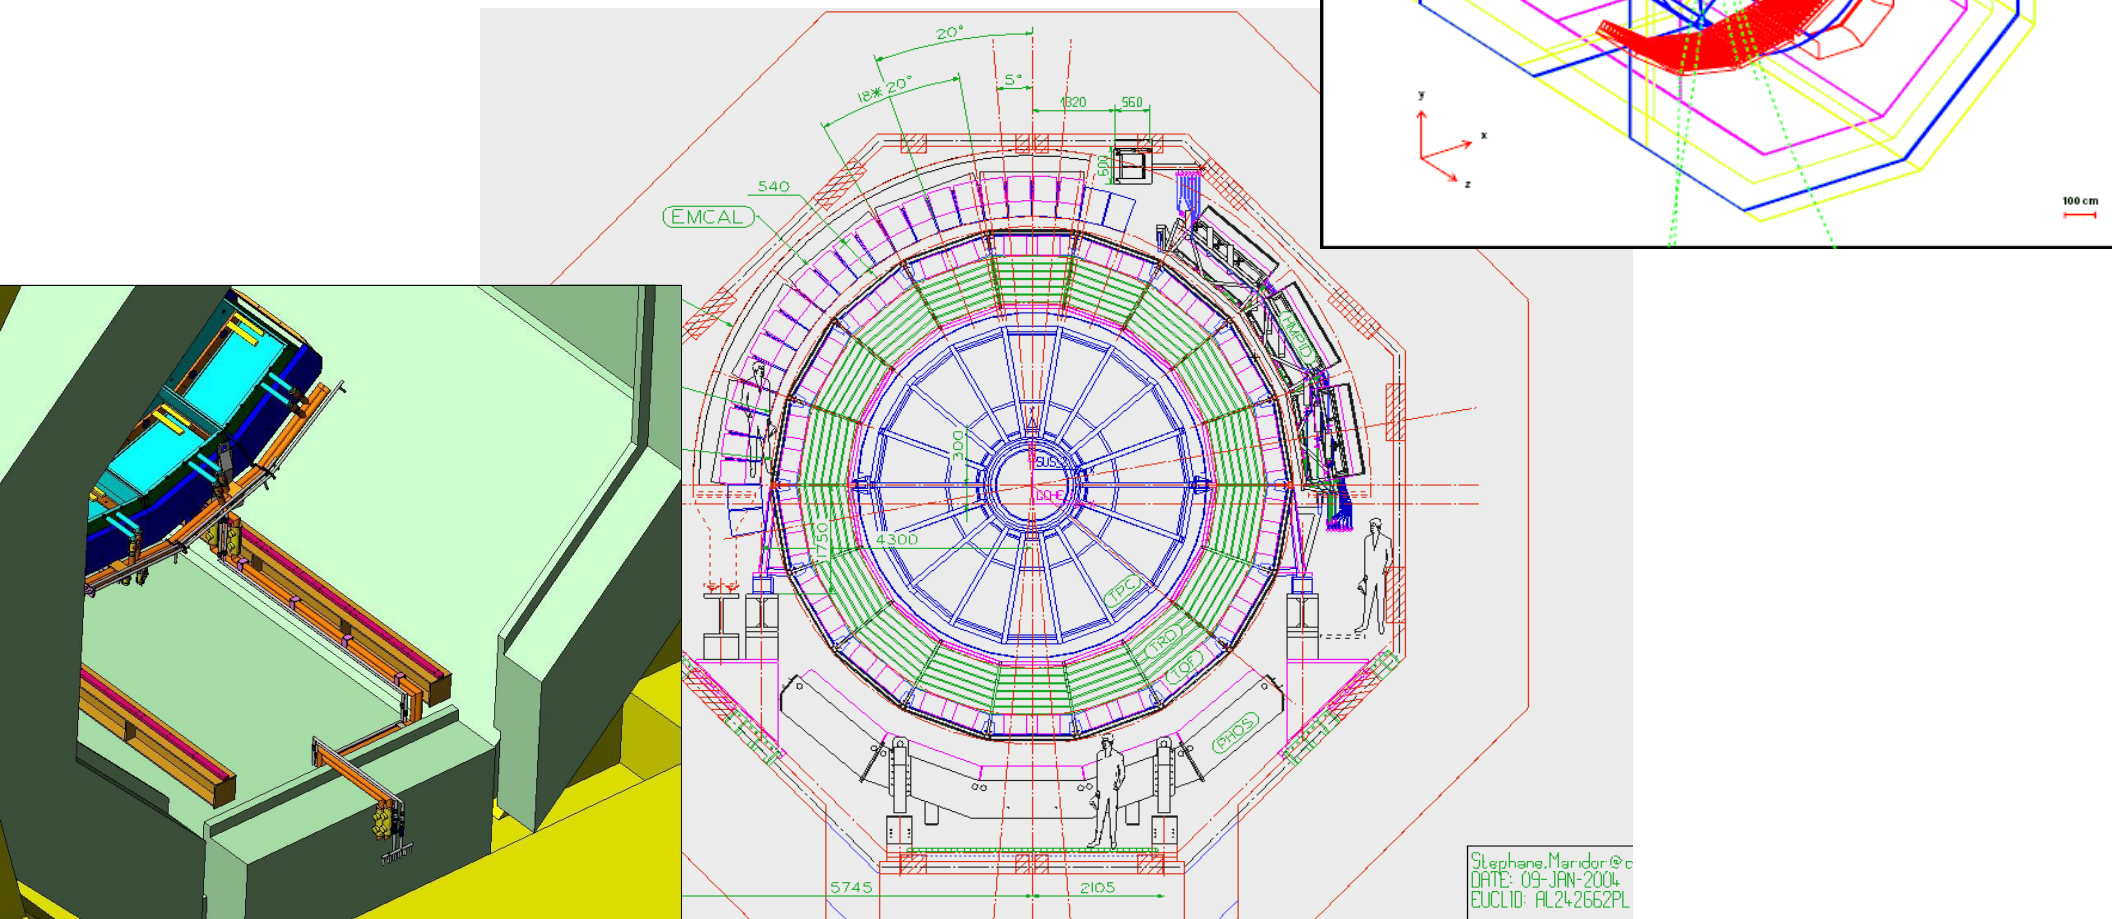 20°
5°
18* 20°
1320
560
600
540
EMCAL
HMPID
300
1750
4300
TPC
TRD
TOF
PHOS
5745
2105
y
x
z
100 cm
Stephane.Maridor@c
DATE: 09-JAN-2004
EUCLID: AL242662PL